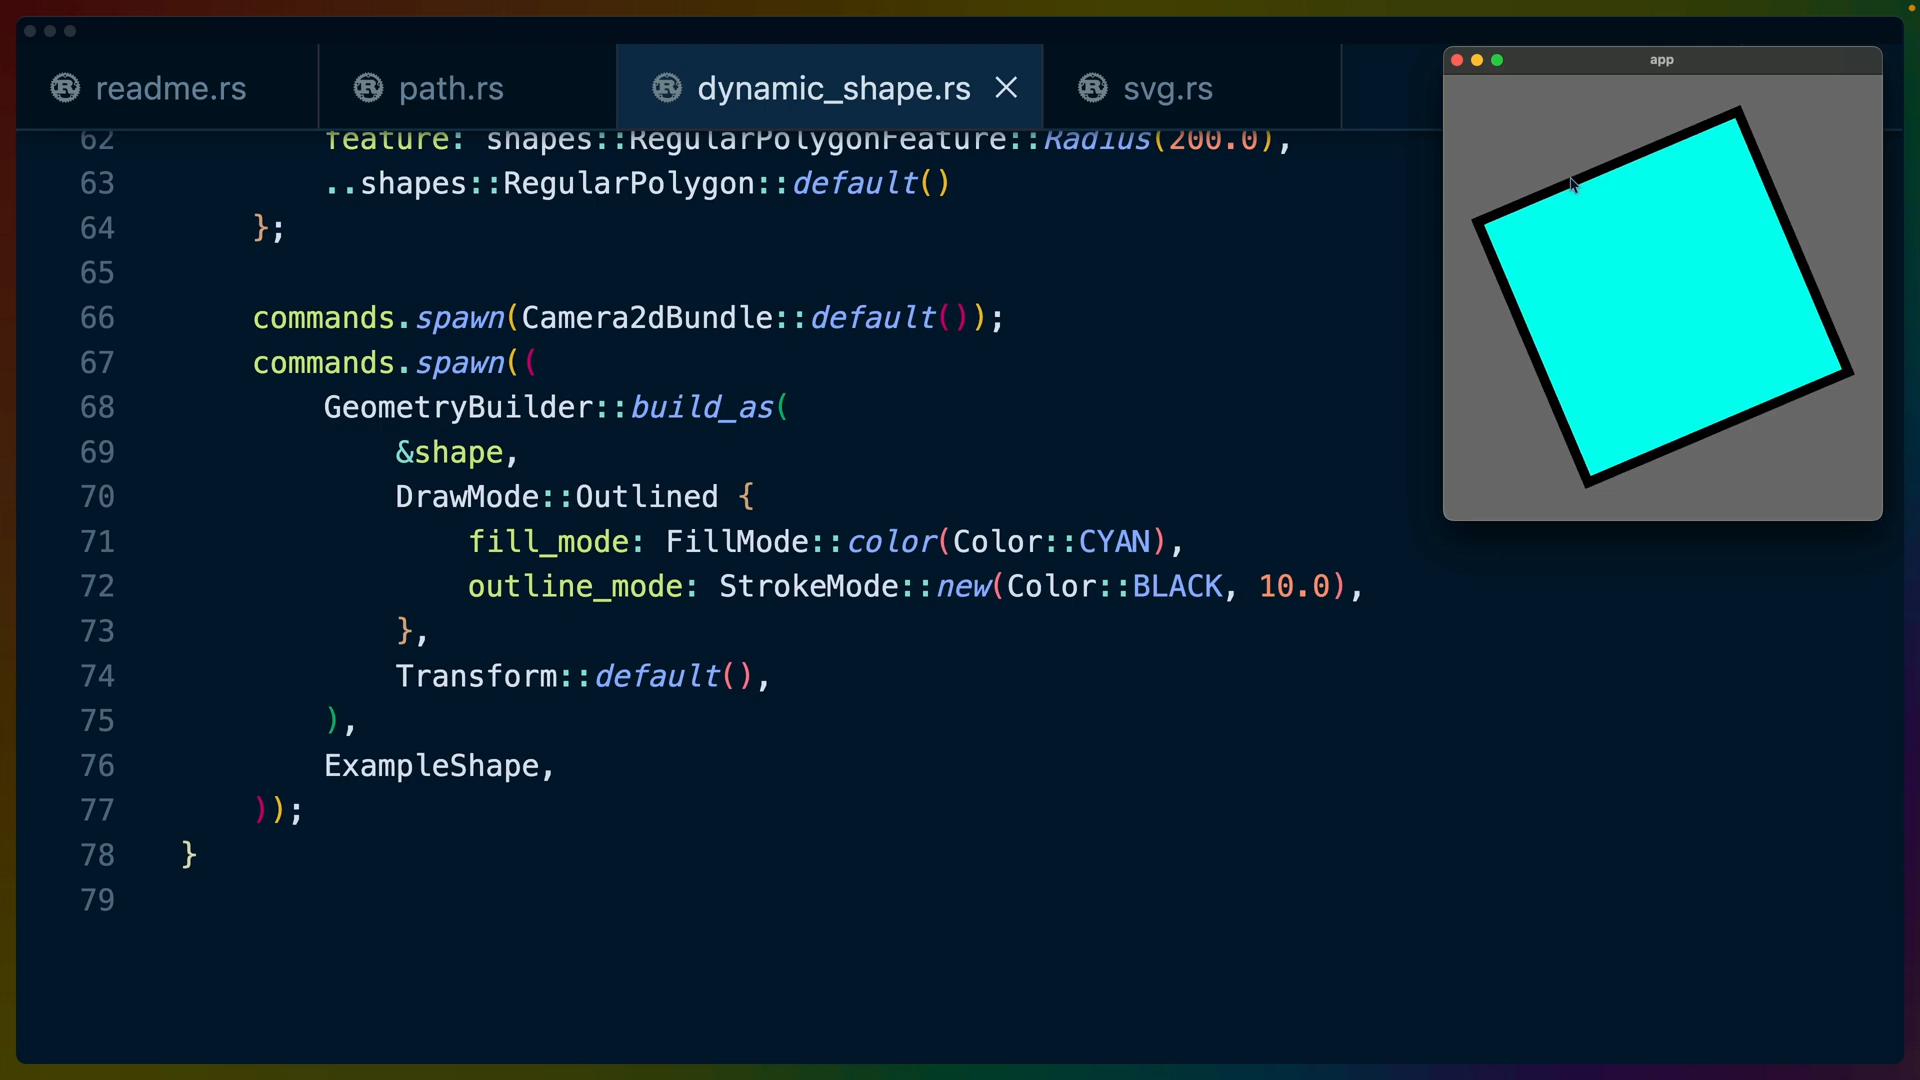 readme.rs
path.rs
dynamic_shape.rs
svg.rs
app
62 feature: shapes::RegularPolygonFeature::Radius(200.0),
63 ..shapes::RegularPolygon::default()
64 };
65
66 commands.spawn(Camera2dBundle::default());
67 commands.spawn((
68 GeometryBuilder::build_as(
69 &shape,
70 DrawMode::Outlined {
71 fill_mode: FillMode::color(Color::CYAN),
72 outline_mode: StrokeMode::new(Color::BLACK, 10.0),
73 },
74 Transform::default(),
75 ),
76 ExampleShape,
77 ));
78 }
79